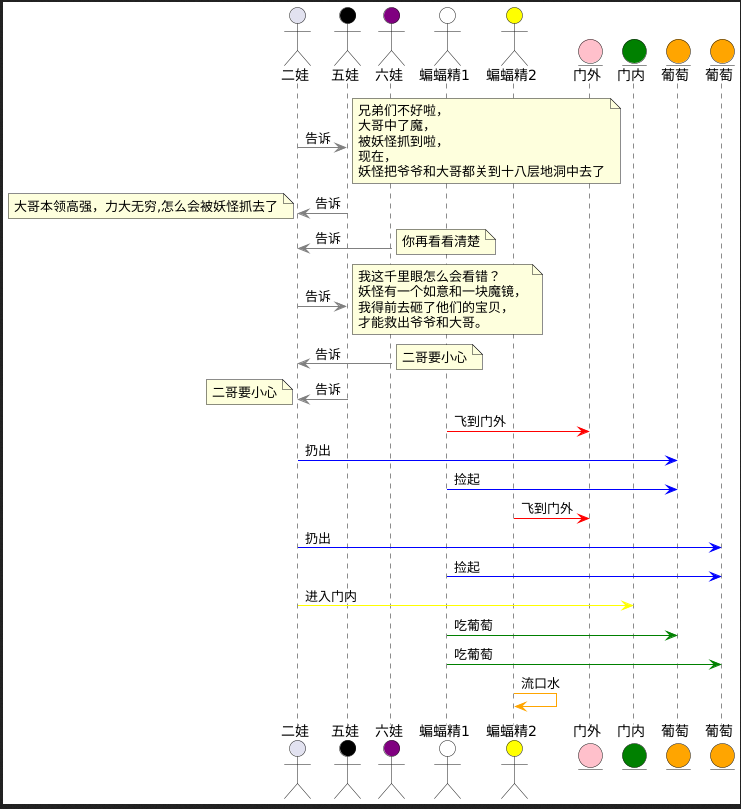 二娃 五娃 六娃 蝙蝠精1 蝙蝠精2 门外 门内 葡萄 葡萄
告诉
兄弟们不好啦，
大哥中了魔，
被妖怪抓到啦，
现在，
妖怪把爷爷和大哥都关到十八层地洞中去了
大哥本领高强，力大无穷,怎么会被妖怪抓去了
告诉
告诉
你再看看清楚
告诉
我这千里眼怎么会看错？
妖怪有一个如意和一块魔镜，
我得前去砸了他们的宝贝，
才能救出爷爷和大哥。
告诉
二哥要小心
二哥要小心
告诉
飞到门外
扔出
捡起
飞到门外
扔出
捡起
进入门内
吃葡萄
吃葡萄
流口水
二娃 五娃 六娃 蝙蝠精1 蝙蝠精2 门外 门内 葡萄 葡萄